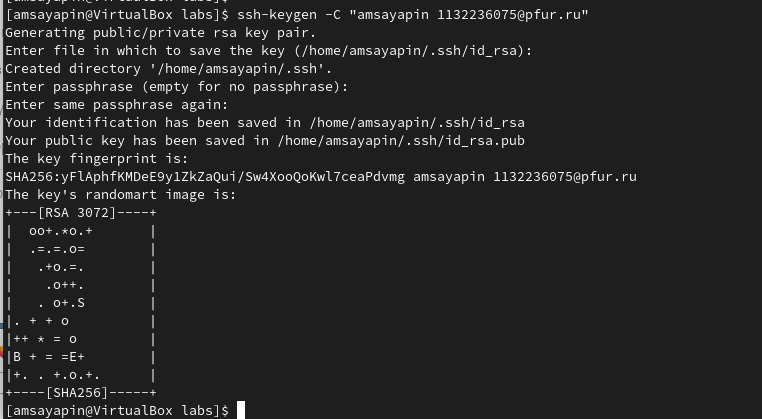 [amsayapin@VirtualBox labs]$ ssh-keygen -C "amsayapin 1132236075@pfur.ru"
Generating public/private rsa key pair.
Enter file in which to save the key (/home/amsayapin/.ssh/id_rsa):
Created directory '/home/amsayapin/.ssh'.
Enter passphrase (empty for no passphrase):
Enter same passphrase again:
Your identification has been saved in /home/amsayapin/.ssh/id_rsa
Your public key has been saved in /home/amsayapin/.ssh/id_rsa.pub
The key fingerprint is:
SHA256:yFlAphfKMDeE9y1ZkZaQui/Sw4XooQoKwl7ceaPdvmg amsayapin 1132236075@pfur.ru
The key's randomart image is:
+---[RSA 3072]----+
|  oo+.*o.+       |
|  .=.=.o=        |
|   .+o.=.        |
|    .o++.        |
|   . o+.S        |
|. + + o          |
|++ * = o         |
|B + = =E+        |
|+. . +.o.+.      |
+----[SHA256]-----+
[amsayapin@VirtualBox labs]$